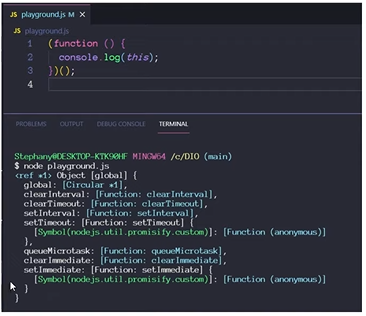 JS playground.js M X
JS playground.js
1 (function () {
2 console.log(this);
3 })();
4
PROBLEMS OUTPUT DEBUG CONSOLE TERMINAL
Stephany@DESKTOP-KTK90HF MINGW64 /c/DIO (main)
$ node playground.js
<ref *1> Object [global] {
global: [Circular *1],
clearInterval: [Function: clearInterval],
clearTimeout: [Function: clearTimeout],
setInterval: [Function: setInterval],
setTimeout: [Function: setTimeout] {
[Symbol(nodejs.util.promisify.custom)]: [Function (anonymous)]
},
queueMicrotask: [Function: queueMicrotask],
clearImmediate: [Function: clearImmediate],
setImmediate: [Function: setImmediate] {
[Symbol(nodejs.util.promisify.custom)]: [Function (anonymous)]
}
}